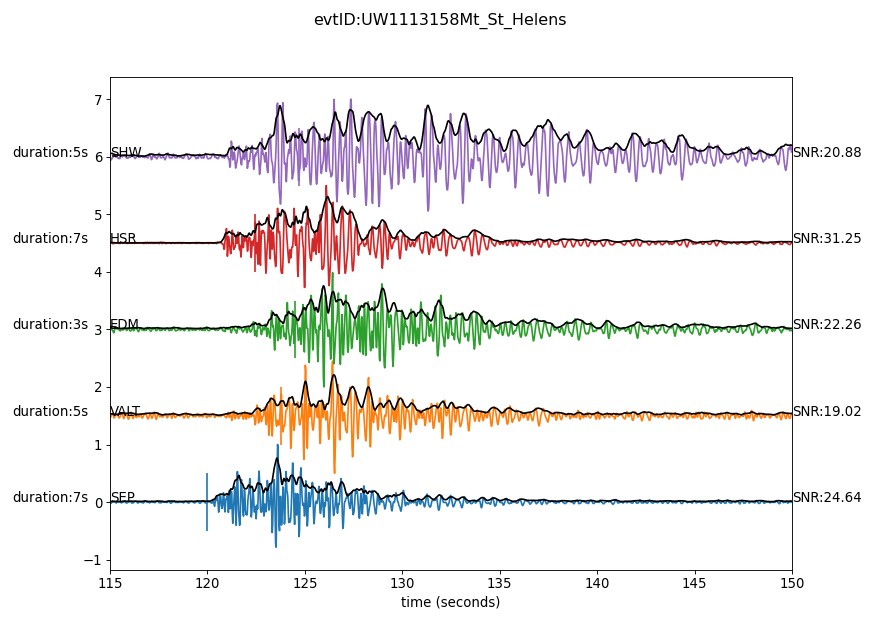 evtID:UW1113158Mt_St_Helens
7
duration:5s 6 SHW SNR:20.88
5
duration:7s HSR SNR:31.25
4
duration:3s 3 EDM SNR:22.26
2
duration:5s VALT SNR:19.02
1
duration:7s 0 SEP SNR:24.64
−1
115 120 125 130 135 140 145 150
time (seconds)